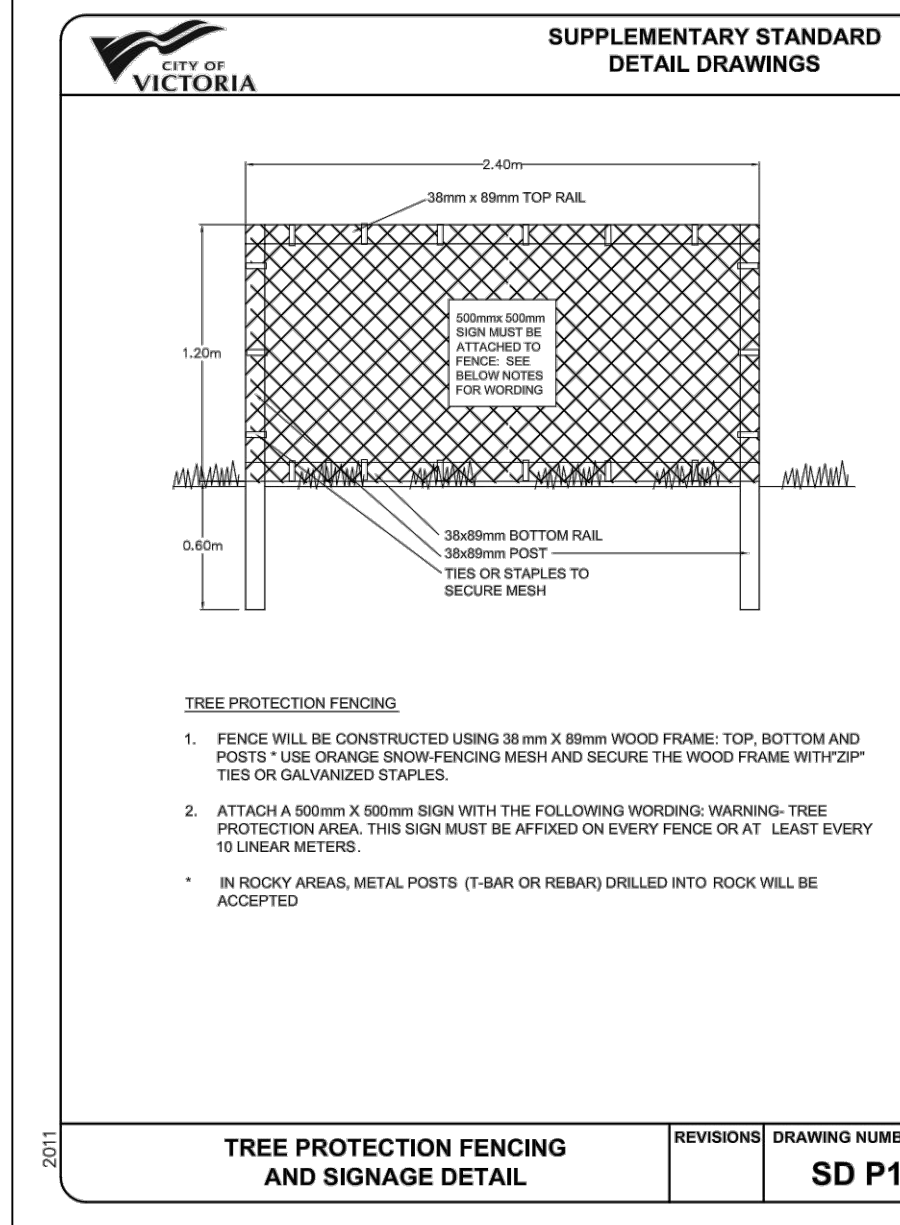 CITY OF
VICTORIA
SUPPLEMENTARY STANDARD
DETAIL DRAWINGS
2.40m
38mm x 89mm TOP RAIL
500mmx 500mm
SIGN MUST BE
ATTACHED TO
FENCE: SEE
BELOW NOTES
FOR WORDING
1.20m
0.60m
38x89mm BOTTOM RAIL
38x89mm POST
TIES OR STAPLES TO
SECURE MESH
TREE PROTECTION FENCING
1. FENCE WILL BE CONSTRUCTED USING 38 mm X 89mm WOOD FRAME: TOP, BOTTOM AND
POSTS * USE ORANGE SNOW-FENCING MESH AND SECURE THE WOOD FRAME WITH"ZIP"
TIES OR GALVANIZED STAPLES.
2. ATTACH A 500mm X 500mm SIGN WITH THE FOLLOWING WORDING: WARNING- TREE
PROTECTION AREA. THIS SIGN MUST BE AFFIXED ON EVERY FENCE OR AT LEAST EVERY
10 LINEAR METERS.
* IN ROCKY AREAS, METAL POSTS (T-BAR OR REBAR) DRILLED INTO ROCK WILL BE
ACCEPTED
2011
TREE PROTECTION FENCING
AND SIGNAGE DETAIL
REVISIONS
DRAWING NUMB
SD P1